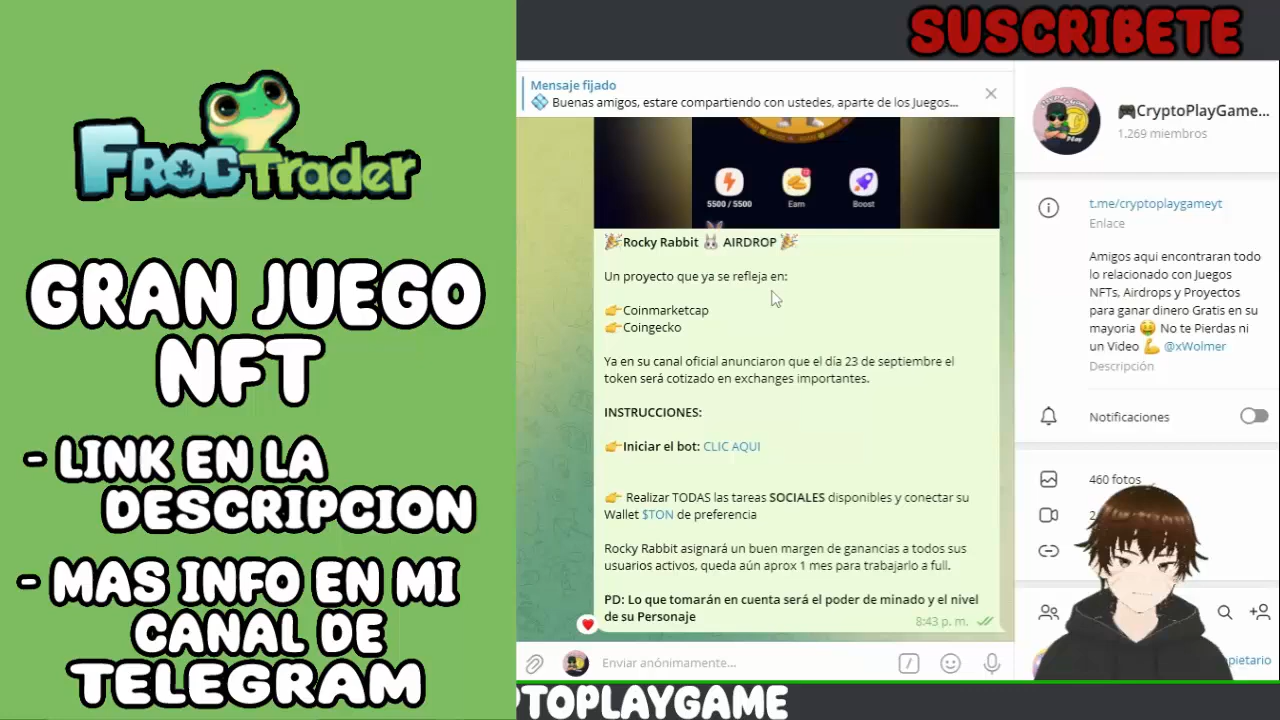 SUSCRIBETE
FROG Trader
GRAN JUEGO
NFT
- LINK EN LA
DESCRIPCION
- MAS INFO EN MI
CANAL DE
TELEGRAM
Mensaje fijado
Buenas amigos, estare compartiendo con ustedes, aparte de los Juegos...
5500 / 5500
Earn
Boost
Rocky Rabbit AIRDROP
Un proyecto que ya se refleja en:
Coinmarketcap
Coingecko
Ya en su canal oficial anunciaron que el día 23 de septiembre el
token será cotizado en exchanges importantes.
INSTRUCCIONES:
Iniciar el bot: CLIC AQUI
Realizar TODAS las tareas SOCIALES disponibles y conectar su
Wallet $TON de preferencia
Rocky Rabbit asignará un buen margen de ganancias a todos sus
usuarios activos, queda aún aprox 1 mes para trabajarlo a full.
PD: Lo que tomarán en cuenta será el poder de minado y el nivel
de su Personaje
8:43 p. m.
Enviar anónimamente...
CryptoPlayGame...
1.269 miembros
t.me/cryptoplaygameyt
Enlace
Amigos aqui encontraran todo
lo relacionado con Juegos
NFTs, Airdrops y Proyectos
para ganar dinero Gratis en su
mayoria No te Pierdas ni
un Video @xWolmer
Descripción
Notificaciones
460 fotos
opietario
PTOPLAYGAME